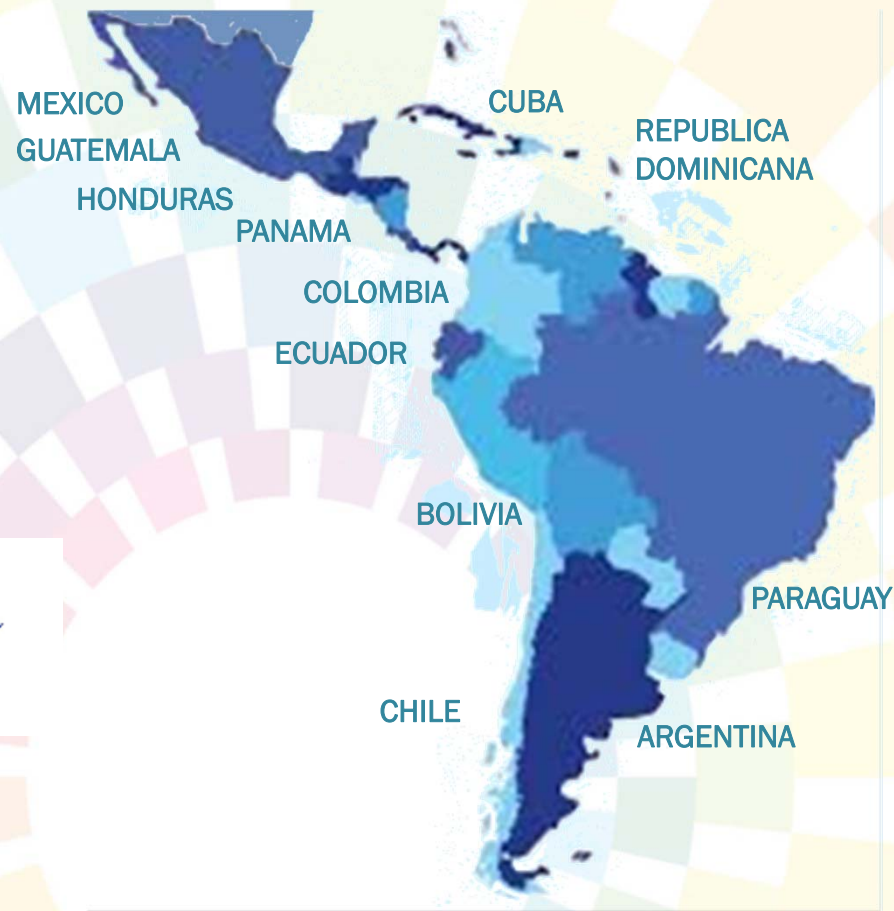 MEXICO
CUBA
GUATEMALA
REPUBLICA
DOMINICANA
HONDURAS
PANAMA
COLOMBIA
ECUADOR
BOLIVIA
PARAGUAY
CHILE
ARGENTINA